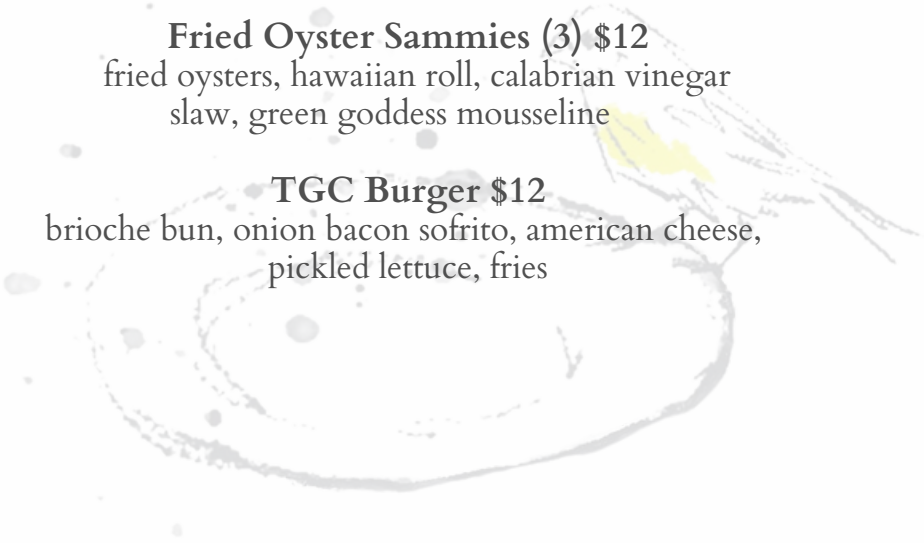 Fried Oyster Sammies (3) $12
fried oysters, hawaiian roll, calabrian vinegar
slaw, green goddess mousseline
TGC Burger $12
brioche bun, onion bacon sofrito, american cheese,
pickled lettuce, fries